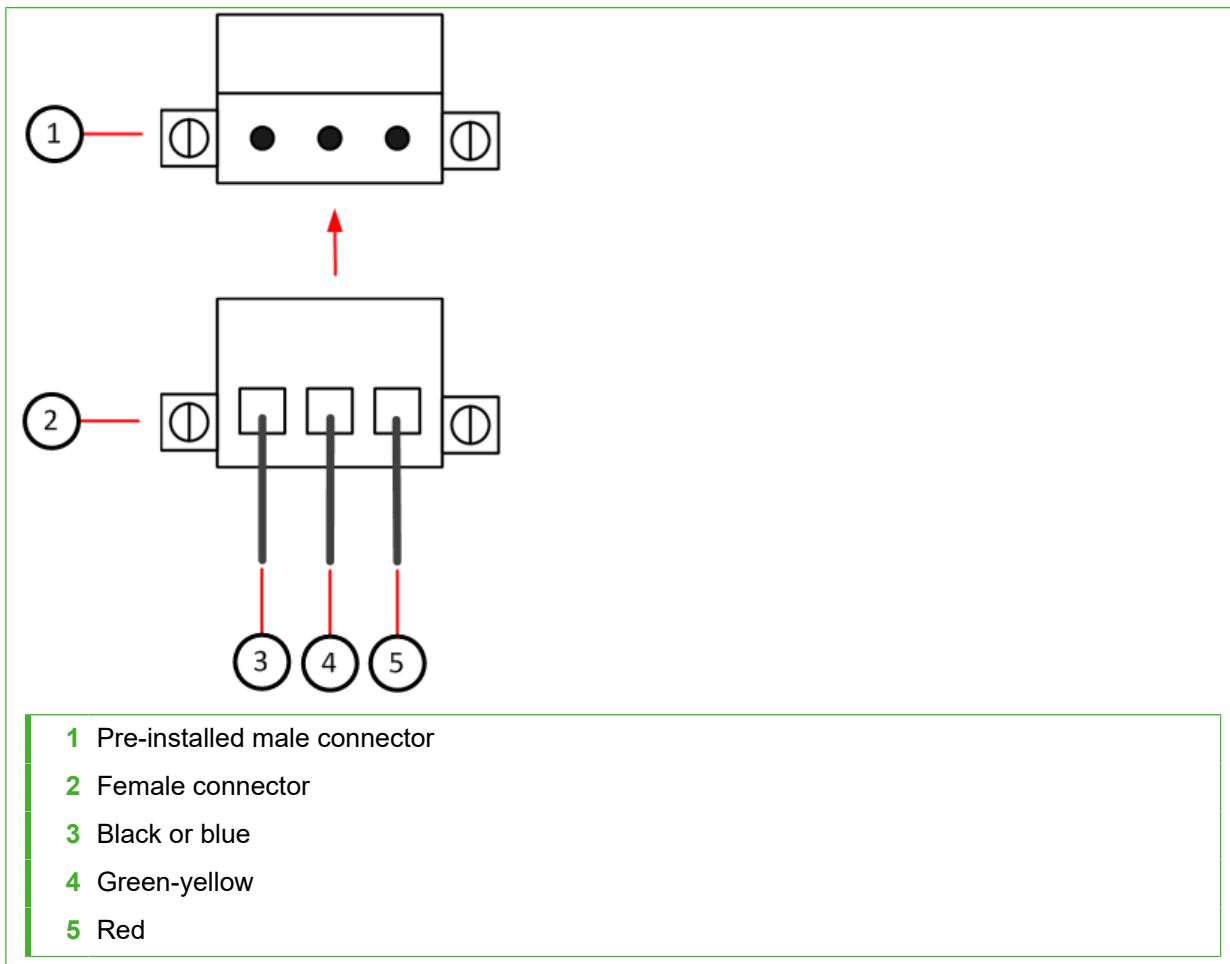 1
2
3 4 5
1 Pre-installed male connector
2 Female connector
3 Black or blue
4 Green-yellow
5 Red